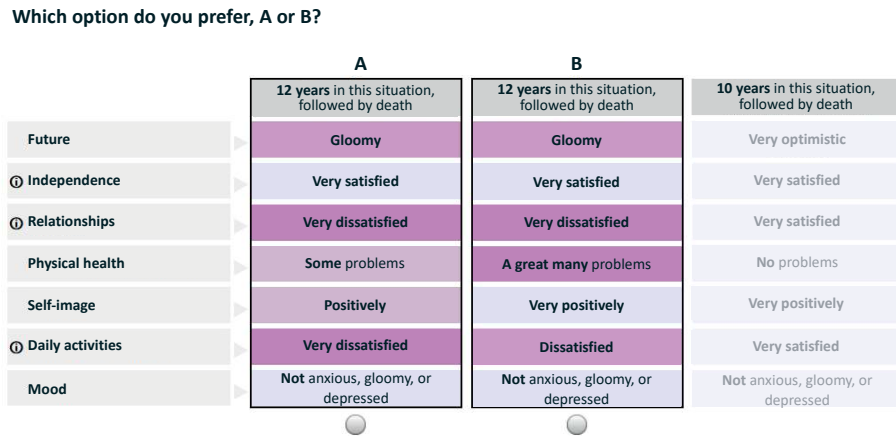 Which option do you prefer, A or B?
A
B
12 years in this situation,
followed by death
12 years in this situation,
followed by death
10 years in this situation,
followed by death
Future
Gloomy
Gloomy
Very optimistic
Independence
Very satisfied
Very satisfied
Very satisfied
Relationships
Very dissatisfied
Very dissatisfied
Very satisfied
Physical health
Some problems
A great many problems
No problems
Self-image
Positively
Very positively
Very positively
Daily activities
Very dissatisfied
Dissatisfied
Very satisfied
Mood
Not anxious, gloomy, or
depressed
Not anxious, gloomy, or
depressed
Not anxious, gloomy, or
depressed